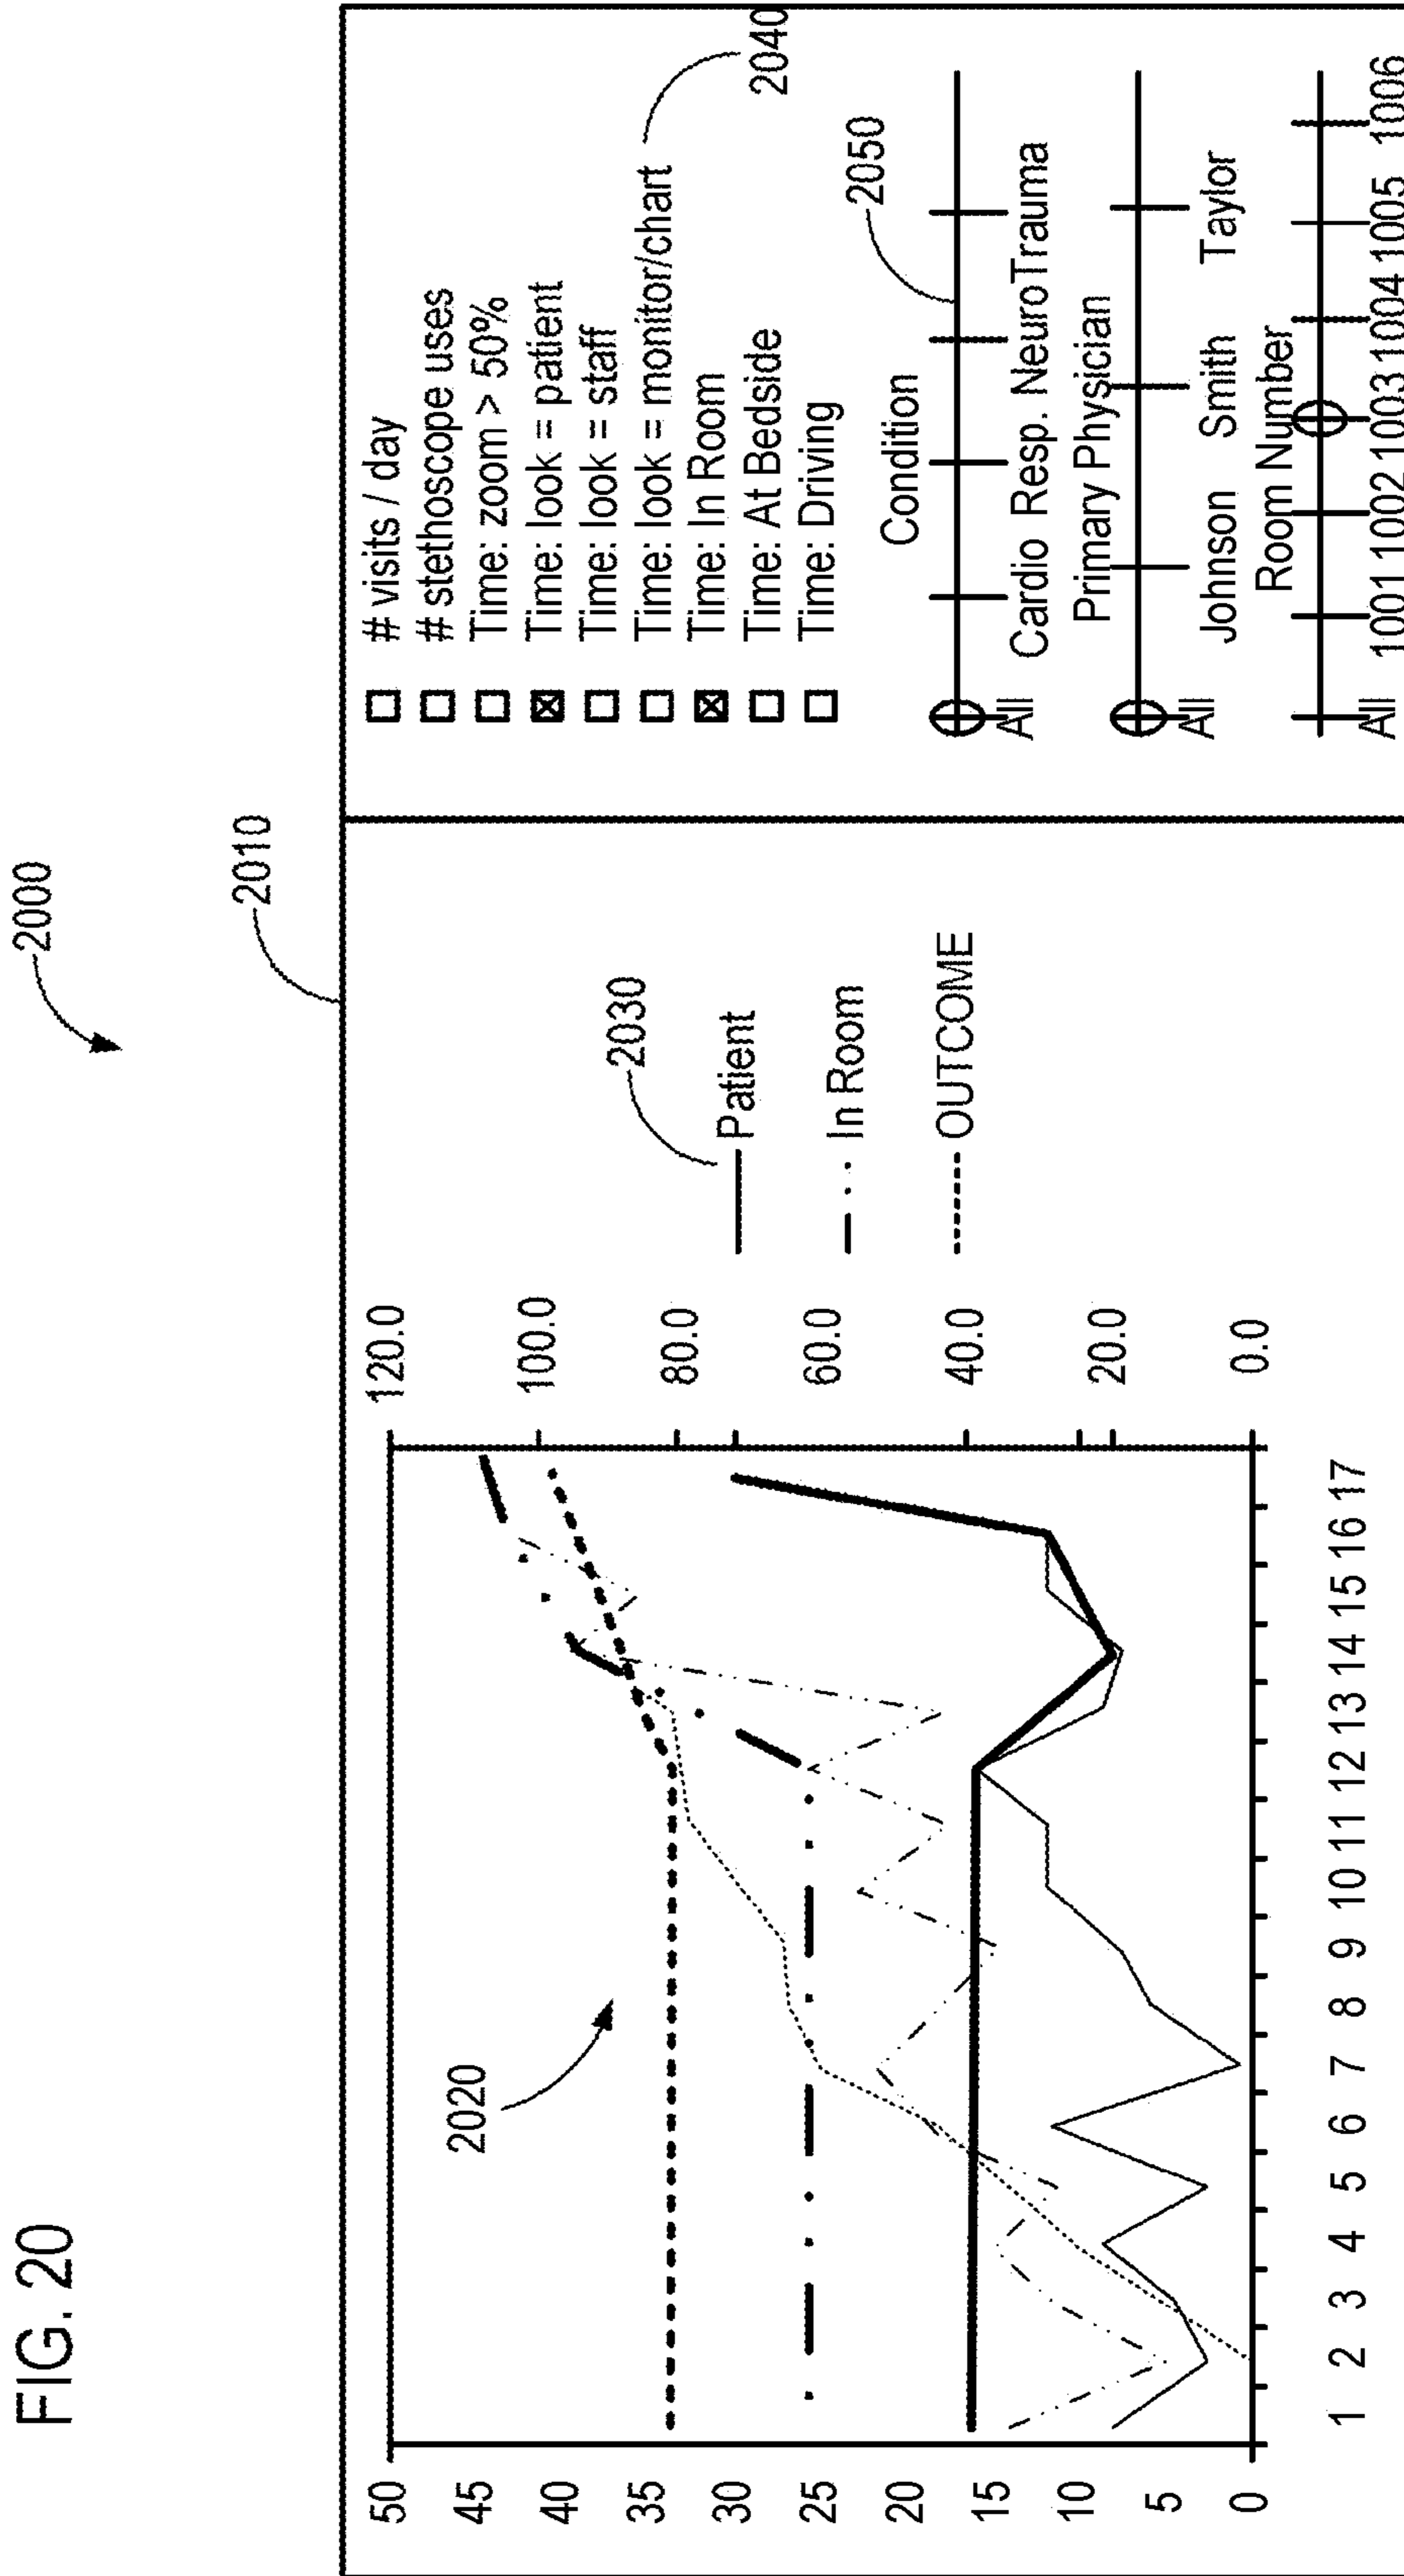 FIG. 20
2000
2010
2020
50
45
40
35
30
25
20
15
10
5
0
120.0
100.0
80.0
60.0
40.0
20.0
0.0
1 2 3 4 5 6 7 8 9 10 11 12 13 14 15 16 17
2030
Patient
In Room
OUTCOME
# visits / day
# stethoscope uses
Time: zoom > 50%
Time: look = patient
Time: look = staff
Time: look = monitor/chart
Time: In Room
Time: At Bedside
Time: Driving
2040
2050
Condition
All Cardio Resp. Neuro Trauma
Primary Physician
All Johnson Smith Taylor
Room Number
All 1001 1002 1003 1004 1005 1006